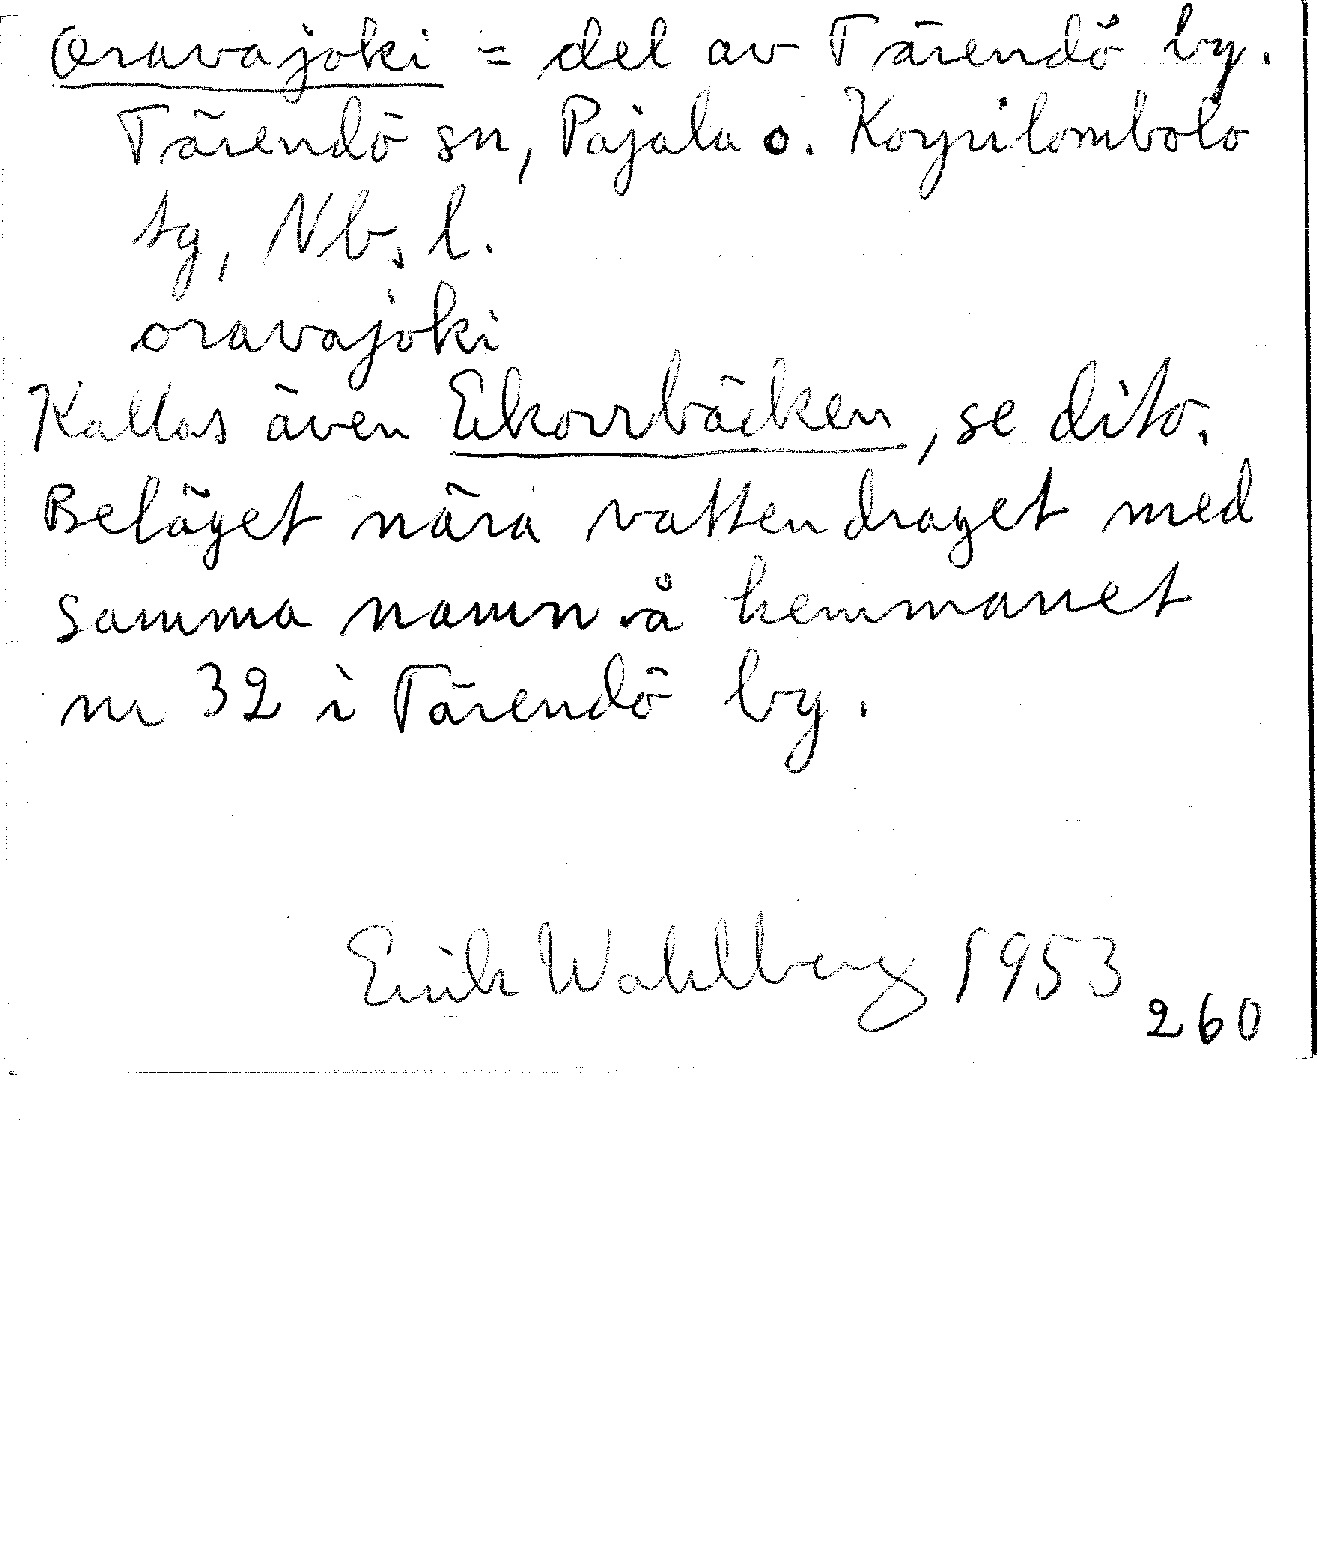 Oravajoki = del av Tärendö by.
Tärendö sn, Pajala o. Korpilombolo
tg, Nb. l.
oravajoki
Kallas även Ekorrbäcken, se dito.
Beläget nära vattendraget med
samma namn å hemmanet
nr 32 i Tärendö by.
Erik Wahlberg 1953
260